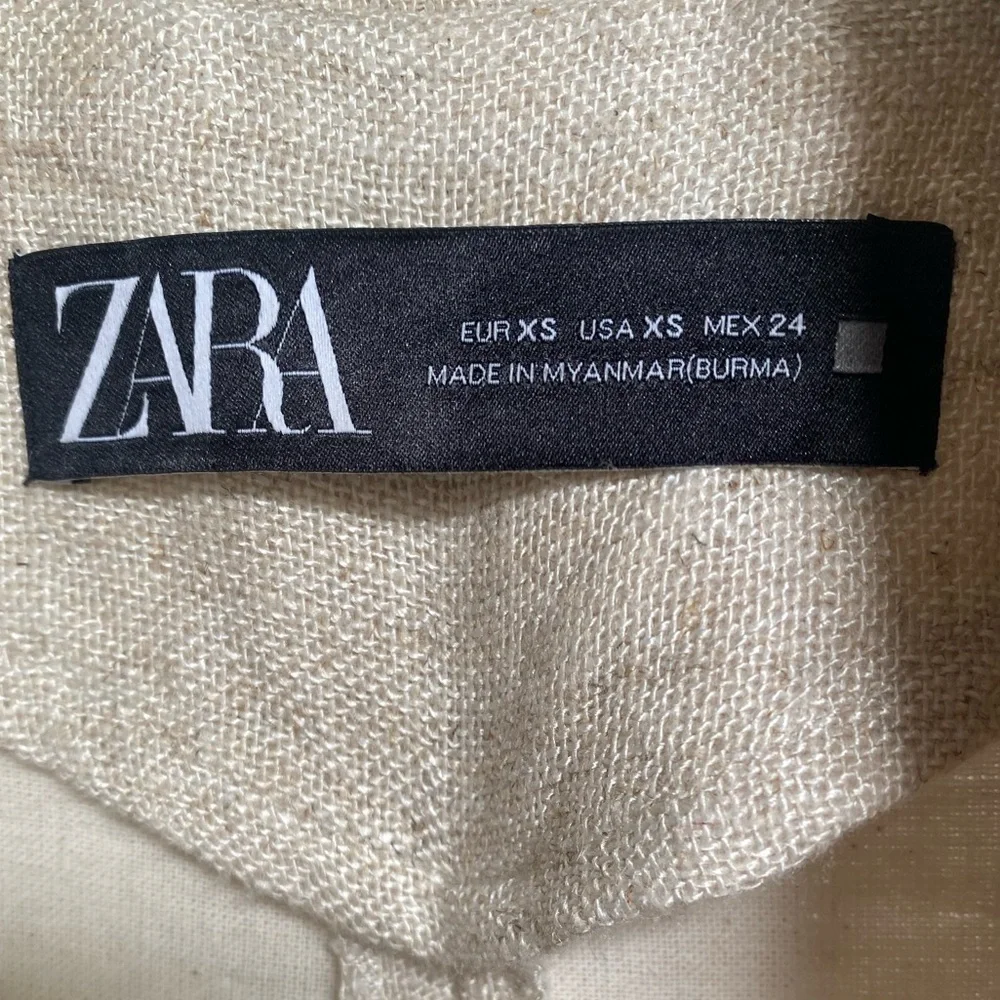 ZARA
EUR XS USA XS MEX 24
MADE IN MYANMAR(BURMA)